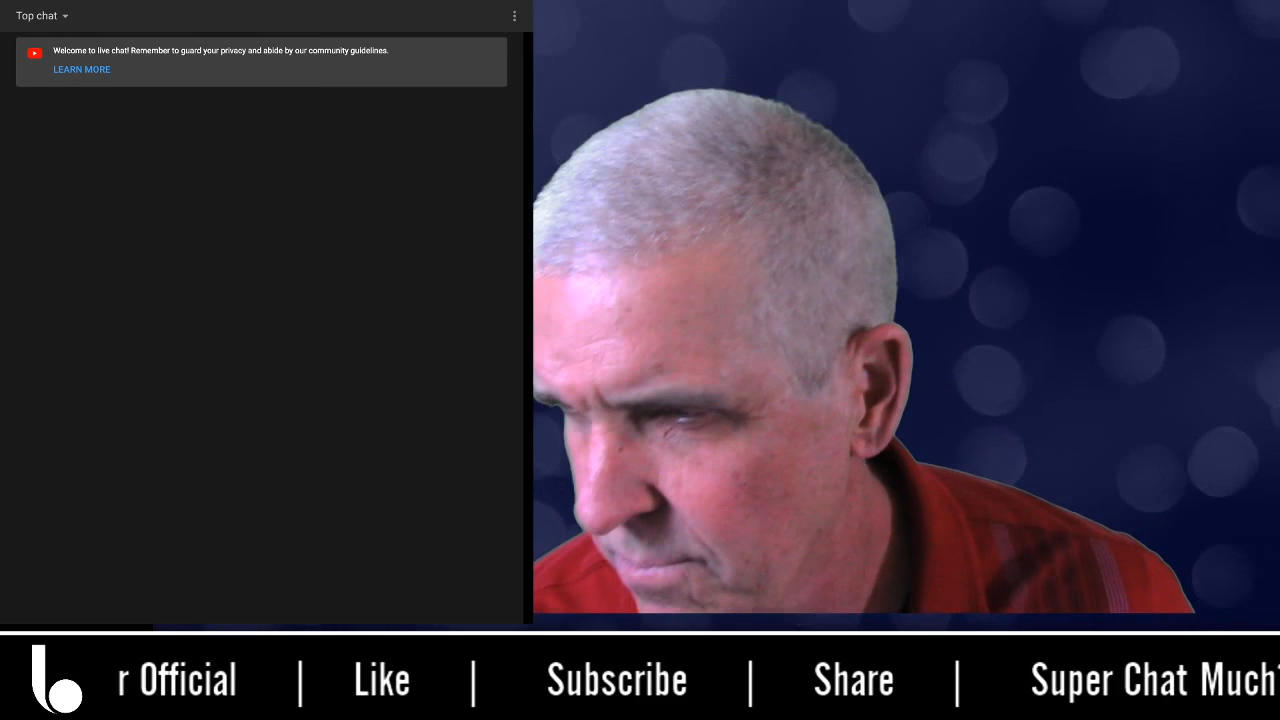 Top chat
Welcome to live chat! Remember to guard your privacy and abide by our community guidelines.
LEARN MORE
r Official | Like | Subscribe | Share | Super Chat Much